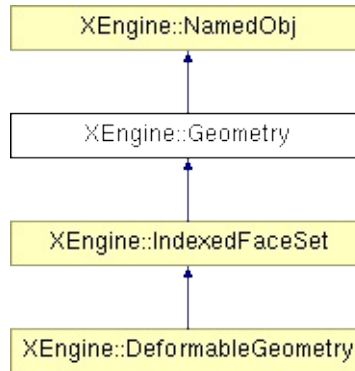 XEngine::NamedObj
XEngine::Geometry
XEngine::IndexedFaceSet
XEngine::DeformableGeometry